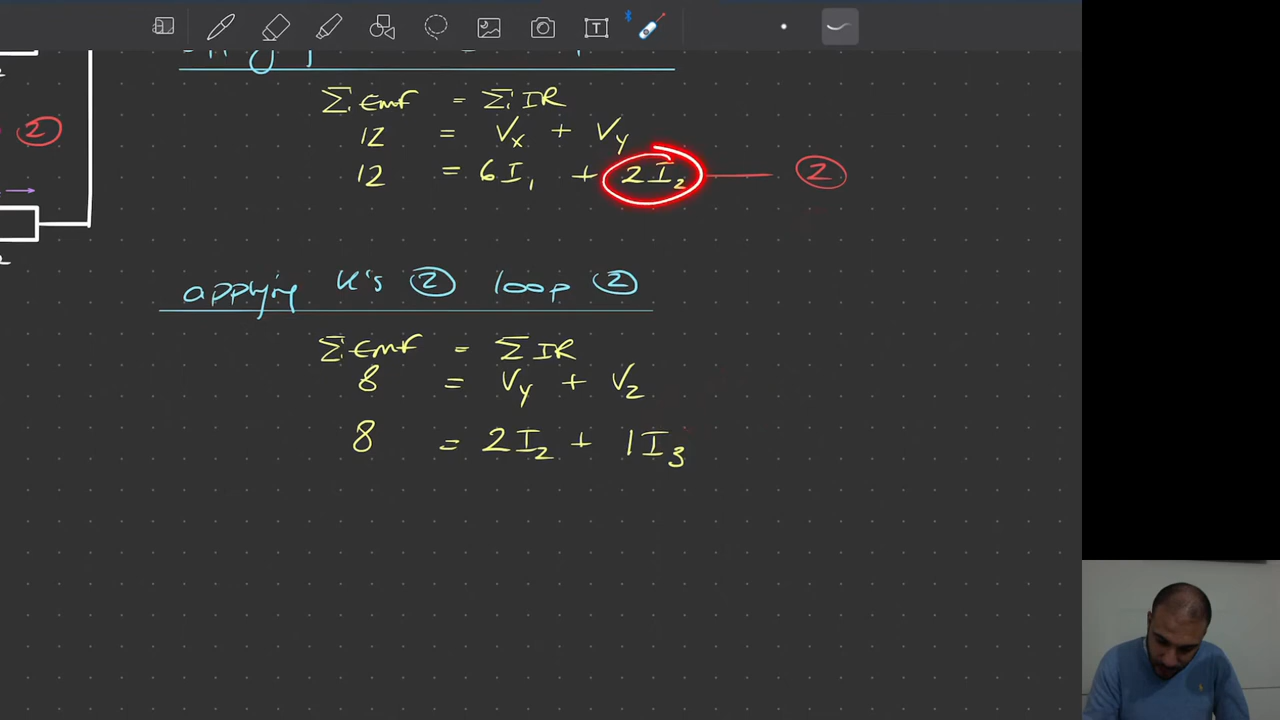 Σ Emf = Σ IR
② 12 = Vx + Vy
12 = 6I₁ + 2I₂ ②
applying K's ② loop ②
Σ Emf = Σ IR
8 = Vy + Vz
8 = 2I₂ + 1I₃